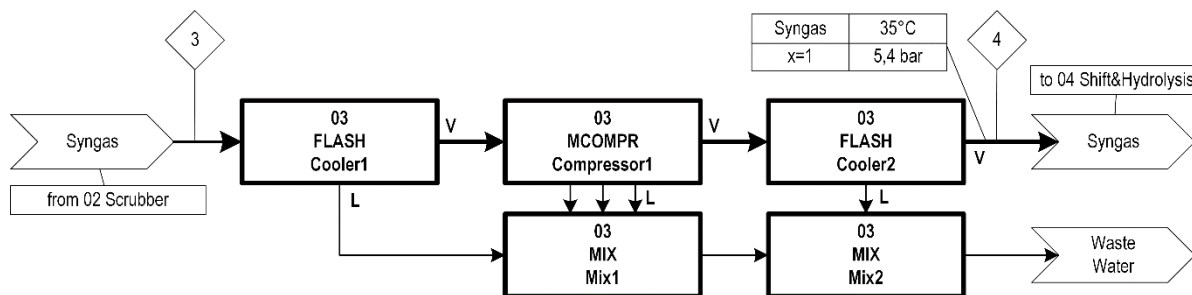 3
Syngas
from 02 Scrubber
03
FLASH
Cooler1
V
L
03
MCOMPR
Compressor1
V
L
03
MIX
Mix1
03
FLASH
Cooler2
V
L
03
MIX
Mix2
Syngas 35°C
x=1 5,4 bar
4
to 04 Shift&Hydrolysis
Syngas
Waste
Water